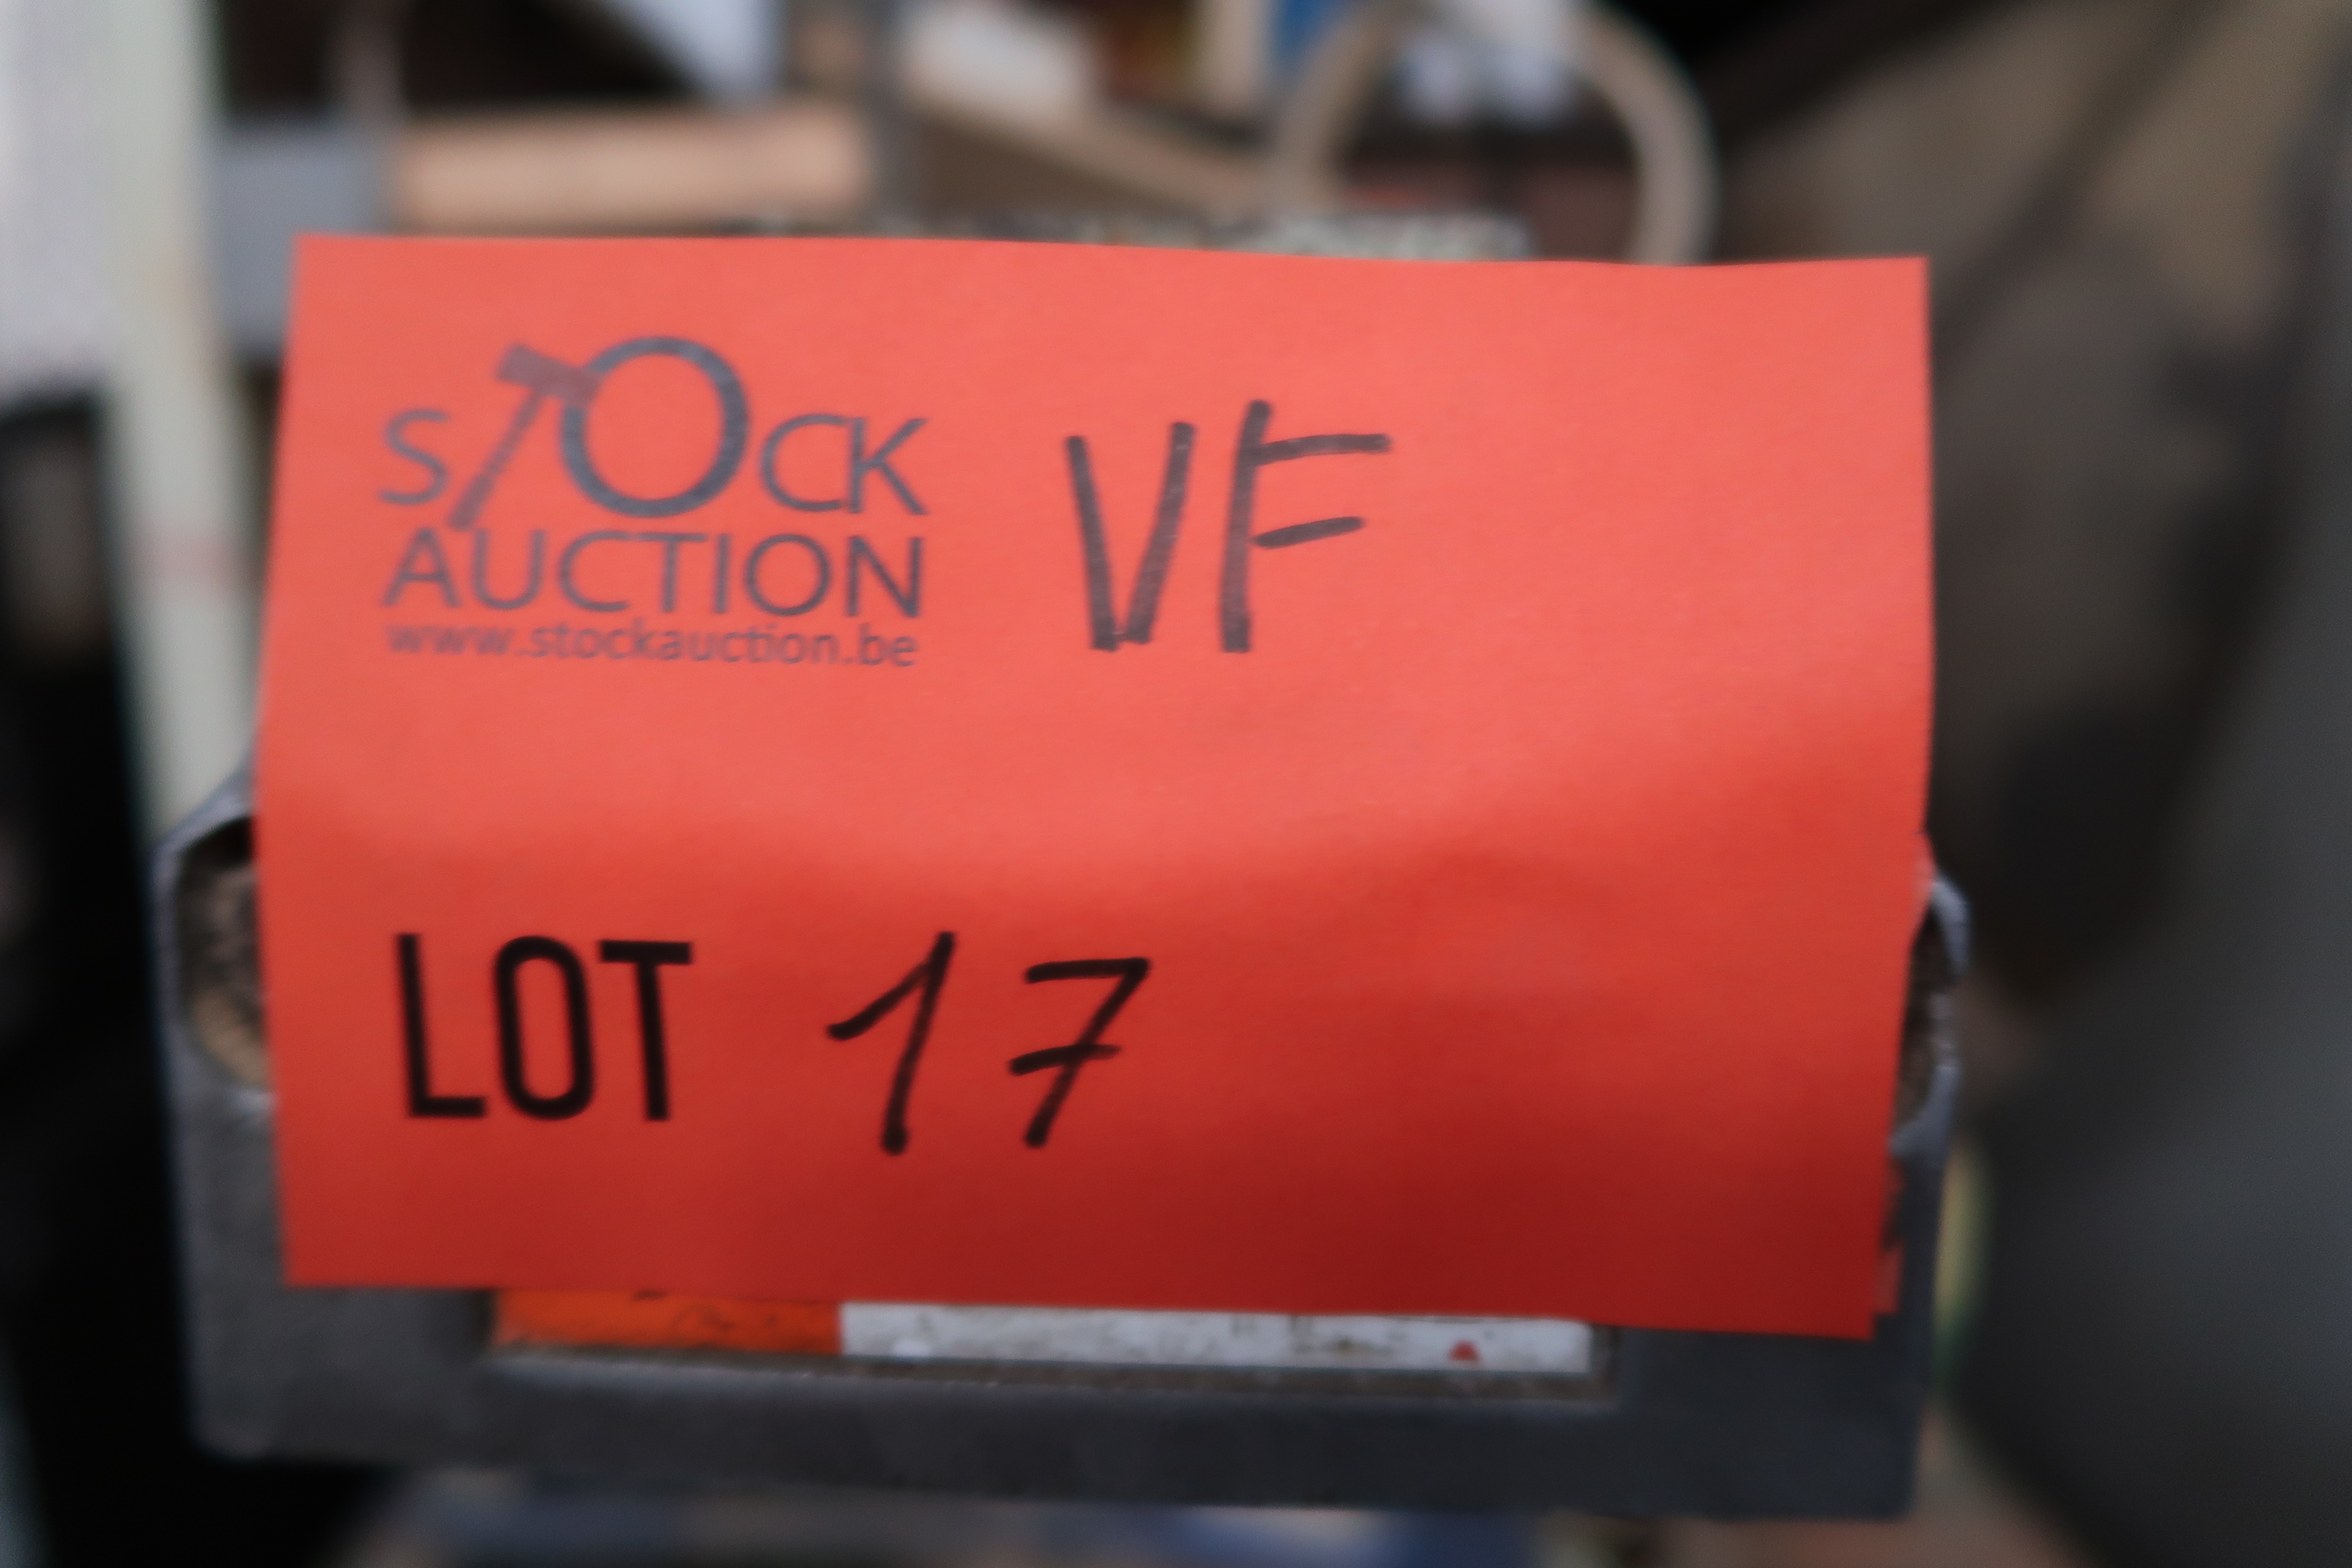 STOCK VF
AUCTION
www.stockauction.be
LOT 17